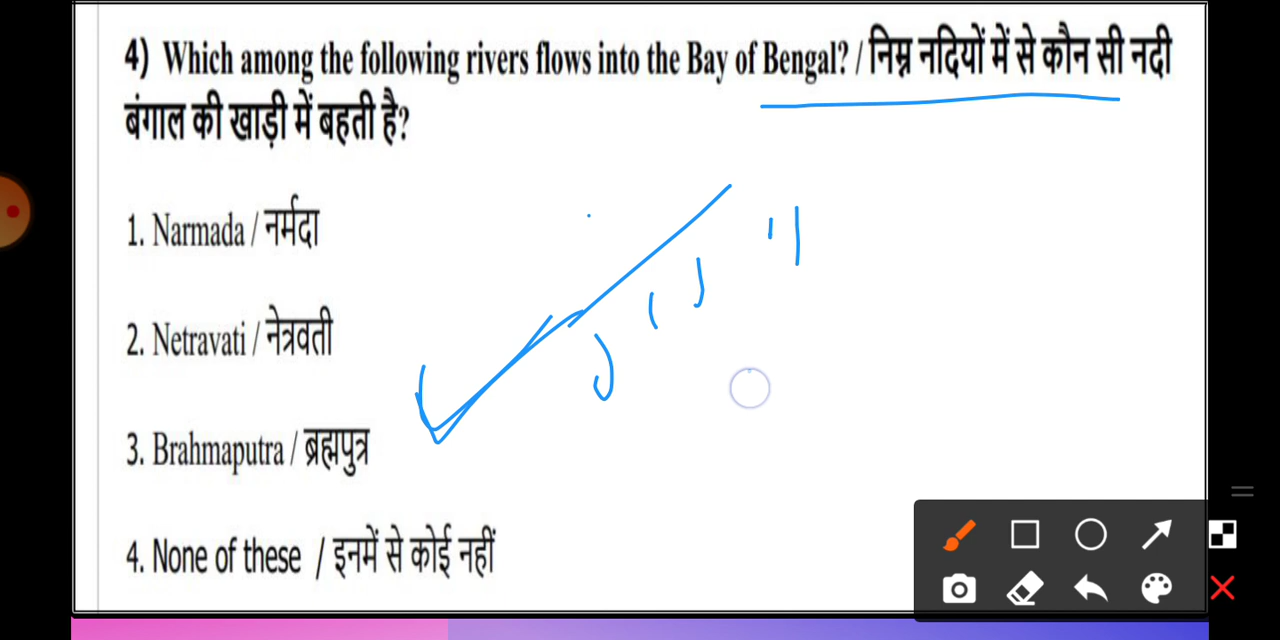 4) Which among the following rivers flows into the Bay of Bengal? / निम्न नदियों में से कौन सी नदी
बंगाल की खाड़ी में बहती है?
1. Narmada / नर्मदा
2. Netravati / नेत्रवती
3. Brahmaputra / ब्रह्मपुत्र
4. None of these / इनमें से कोई नहीं